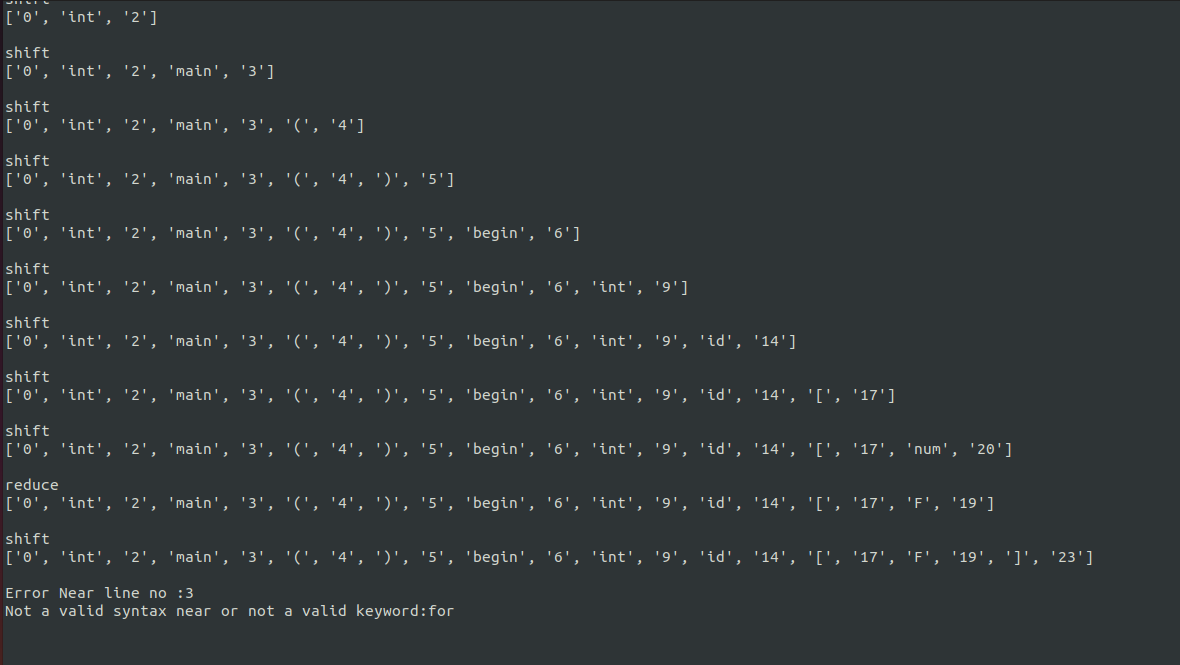 shift
['0', 'int', '2']
shift
['0', 'int', '2', 'main', '3']
shift
['0', 'int', '2', 'main', '3', '(', '4']
shift
['0', 'int', '2', 'main', '3', '(', '4', ')', '5']
shift
['0', 'int', '2', 'main', '3', '(', '4', ')', '5', 'begin', '6']
shift
['0', 'int', '2', 'main', '3', '(', '4', ')', '5', 'begin', '6', 'int', '9']
shift
['0', 'int', '2', 'main', '3', '(', '4', ')', '5', 'begin', '6', 'int', '9', 'id', '14']
shift
['0', 'int', '2', 'main', '3', '(', '4', ')', '5', 'begin', '6', 'int', '9', 'id', '14', '[', '17']
shift
['0', 'int', '2', 'main', '3', '(', '4', ')', '5', 'begin', '6', 'int', '9', 'id', '14', '[', '17', 'num', '20']
reduce
['0', 'int', '2', 'main', '3', '(', '4', ')', '5', 'begin', '6', 'int', '9', 'id', '14', '[', '17', 'F', '19']
shift
['0', 'int', '2', 'main', '3', '(', '4', ')', '5', 'begin', '6', 'int', '9', 'id', '14', '[', '17', 'F', '19', ']', '23']
Error Near line no :3
Not a valid syntax near or not a valid keyword:for